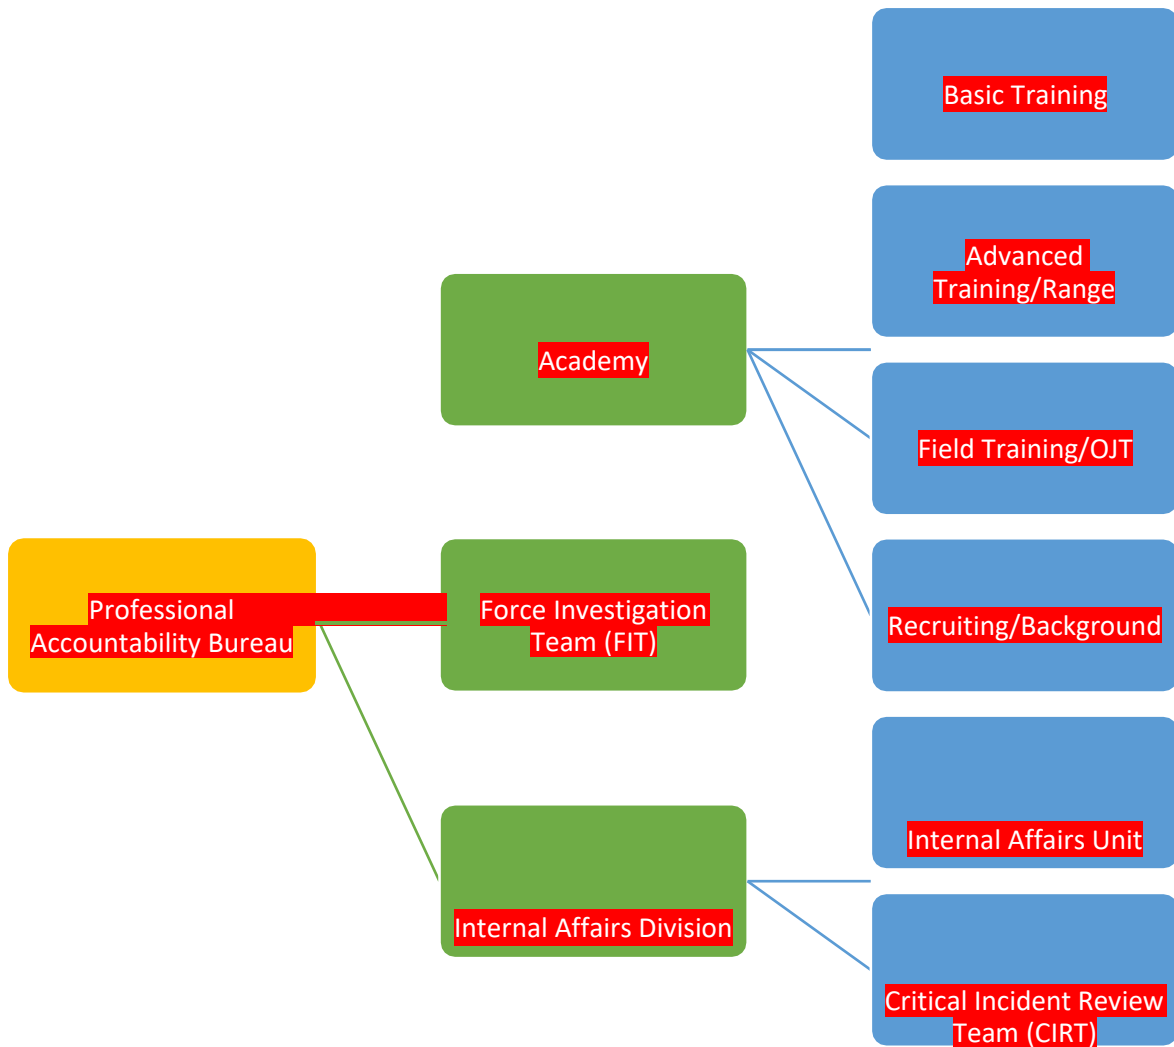 Basic Training
Advanced
Training/Range
Academy
Field Training/OJT
Professional
Accountability Bureau
Force Investigation
Team (FIT)
Recruiting/Background
Internal Affairs Unit
Internal Affairs Division
Critical Incident Review
Team (CIRT)